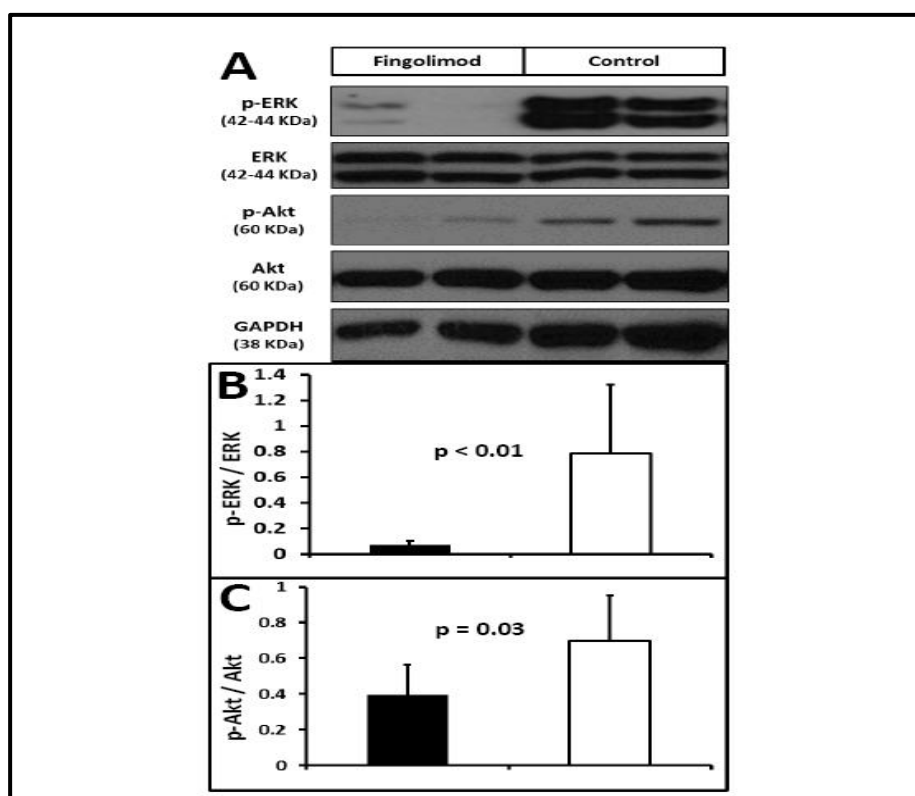 A
Fingolimod Control
p-ERK
(42-44 KDa)
ERK
(42-44 KDa)
p-Akt
(60 KDa)
Akt
(60 KDa)
GAPDH
(38 KDa)
B
p-ERK / ERK
1.4
1.2
1
0.8
0.6
0.4
0.2
0
p < 0.01
C
p-Akt / Akt
1
0.8
0.6
0.4
0.2
0
p = 0.03